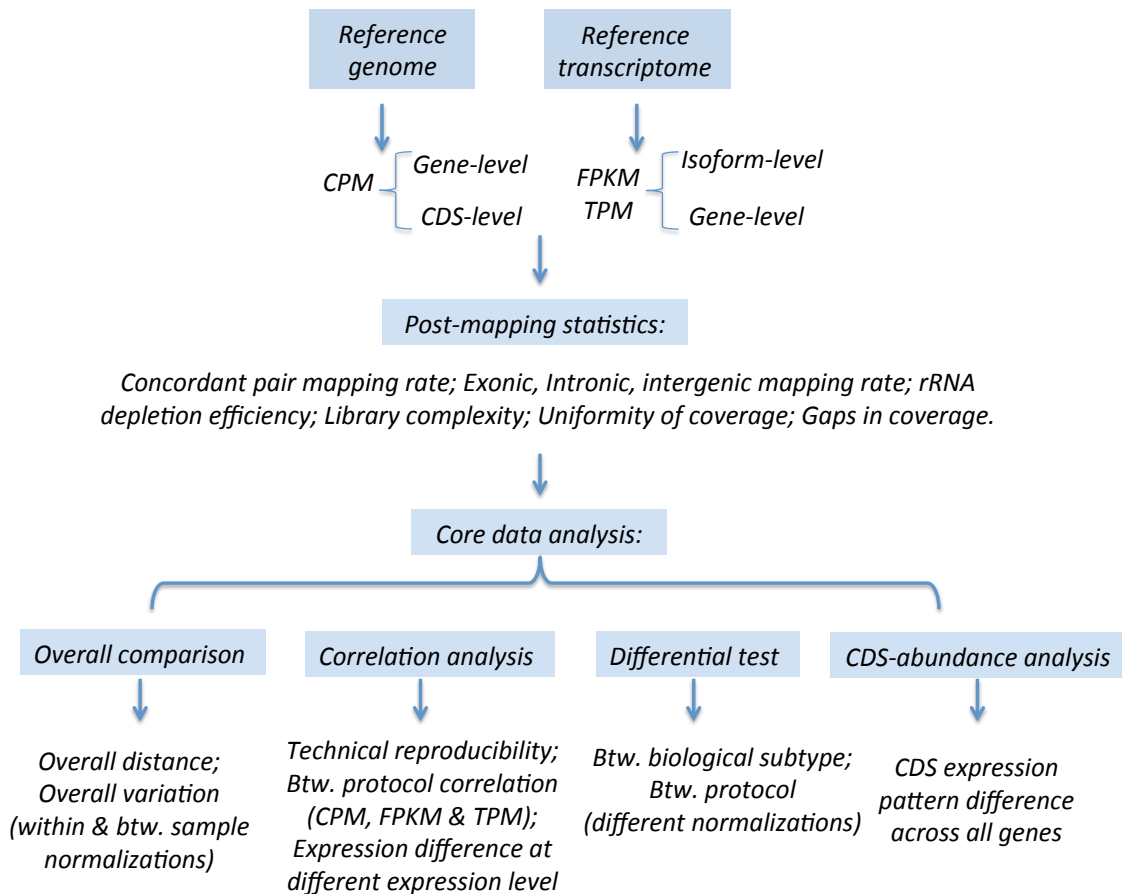 Reference
genome
Reference
transcriptome
CPM
Gene-level
CDS-level
FPKM
TPM
Isoform-level
Gene-level
Post-mapping statistics:
Concordant pair mapping rate; Exonic, Intronic, intergenic mapping rate; rRNA
depletion efficiency; Library complexity; Uniformity of coverage; Gaps in coverage.
Core data analysis:
Overall comparison
Overall distance;
Overall variation
(within & btw. sample
normalizations)
Correlation analysis
Technical reproducibility;
Btw. protocol correlation
(CPM, FPKM & TPM);
Expression difference at
different expression level
Differential test
Btw. biological subtype;
Btw. protocol
(different normalizations)
CDS-abundance analysis
CDS expression
pattern difference
across all genes